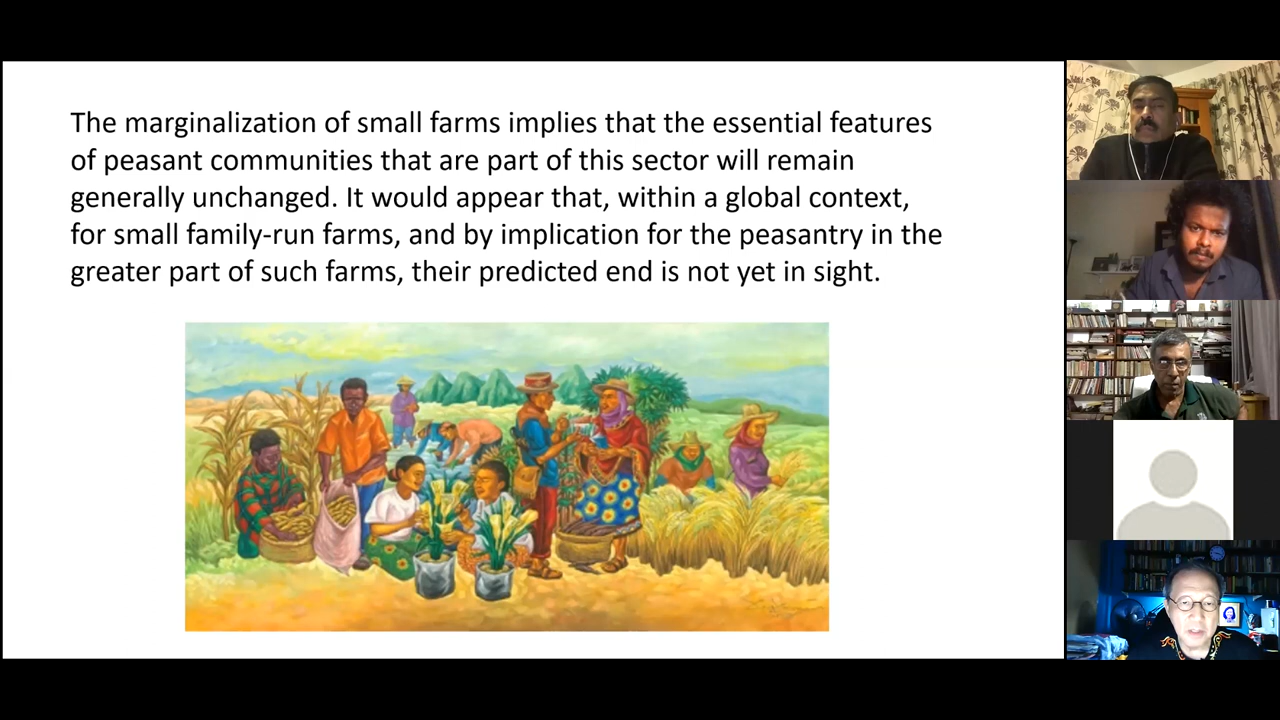 The marginalization of small farms implies that the essential features
of peasant communities that are part of this sector will remain
generally unchanged. It would appear that, within a global context,
for small family-run farms, and by implication for the peasantry in the
greater part of such farms, their predicted end is not yet in sight.